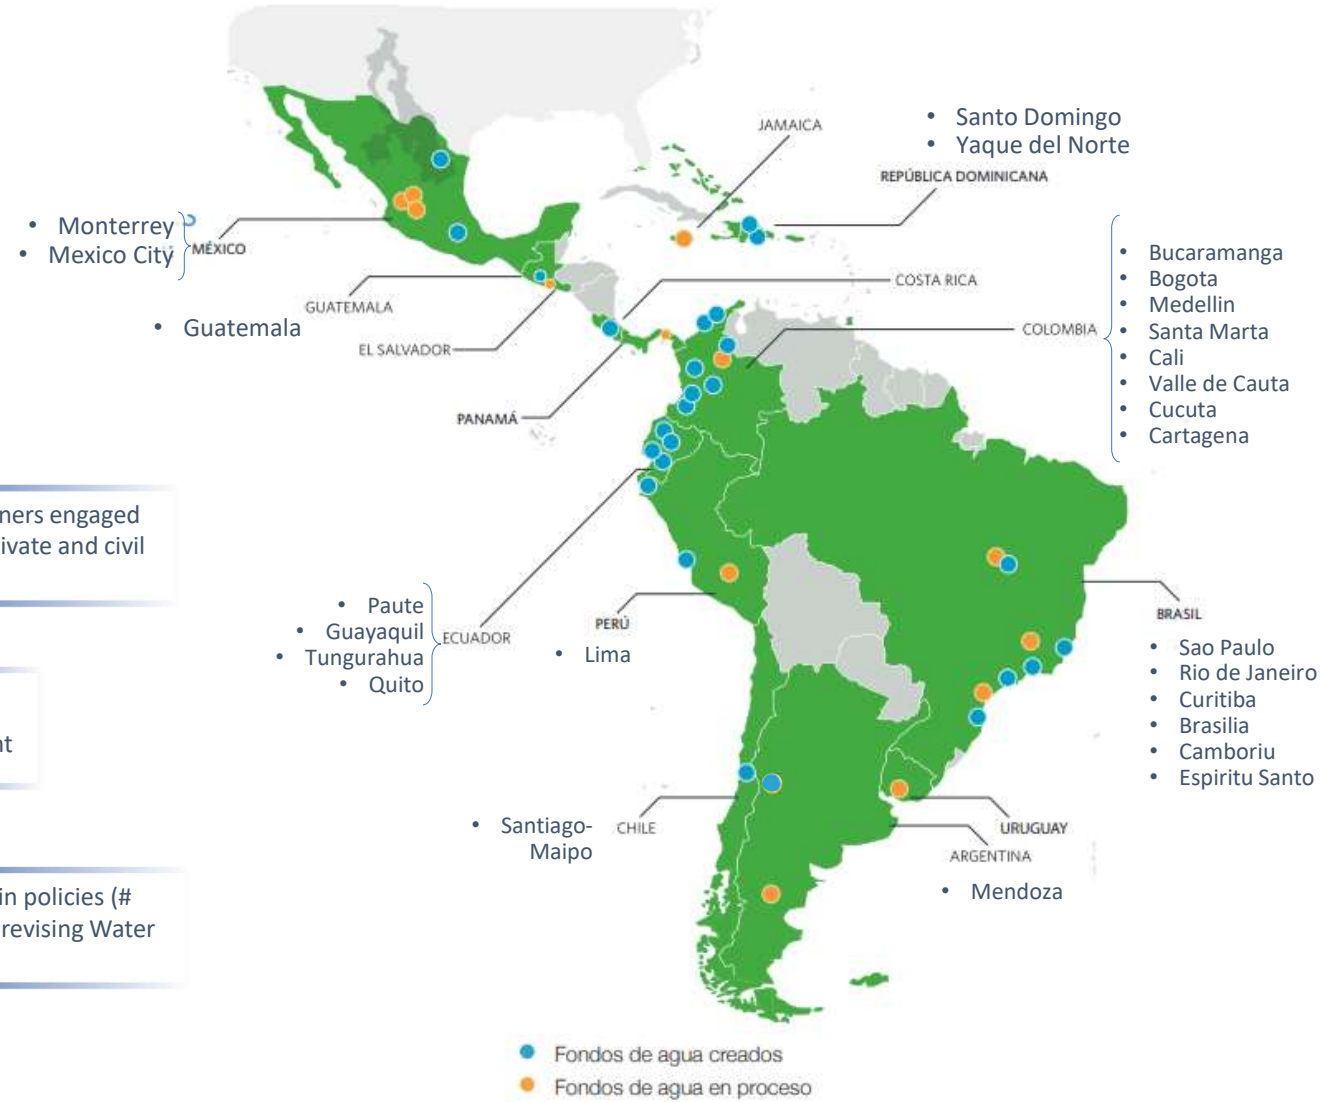 JAMAICA
• Santo Domingo
• Yaque del Norte
REPÚBLICA DOMINICANA
• Monterrey
• Mexico City
MÉXICO
GUATEMALA
• Guatemala
EL SALVADOR
COSTA RICA
PANAMÁ
COLOMBIA
• Bucaramanga
• Bogota
• Medellin
• Santa Marta
• Cali
• Valle de Cauta
• Cucuta
• Cartagena
ners engaged
ivate and civil
• Paute
• Guayaquil
• Tungurahua
• Quito
ECUADOR
PERÚ
• Lima
BRASIL
• Sao Paulo
• Rio de Janeiro
• Curitiba
• Brasilia
• Camboriu
• Espiritu Santo
nt
• Santiago-
Maipo
CHILE
URUGUAY
ARGENTINA
• Mendoza
in policies (#
revising Water
Fondos de agua creados
Fondos de agua en proceso